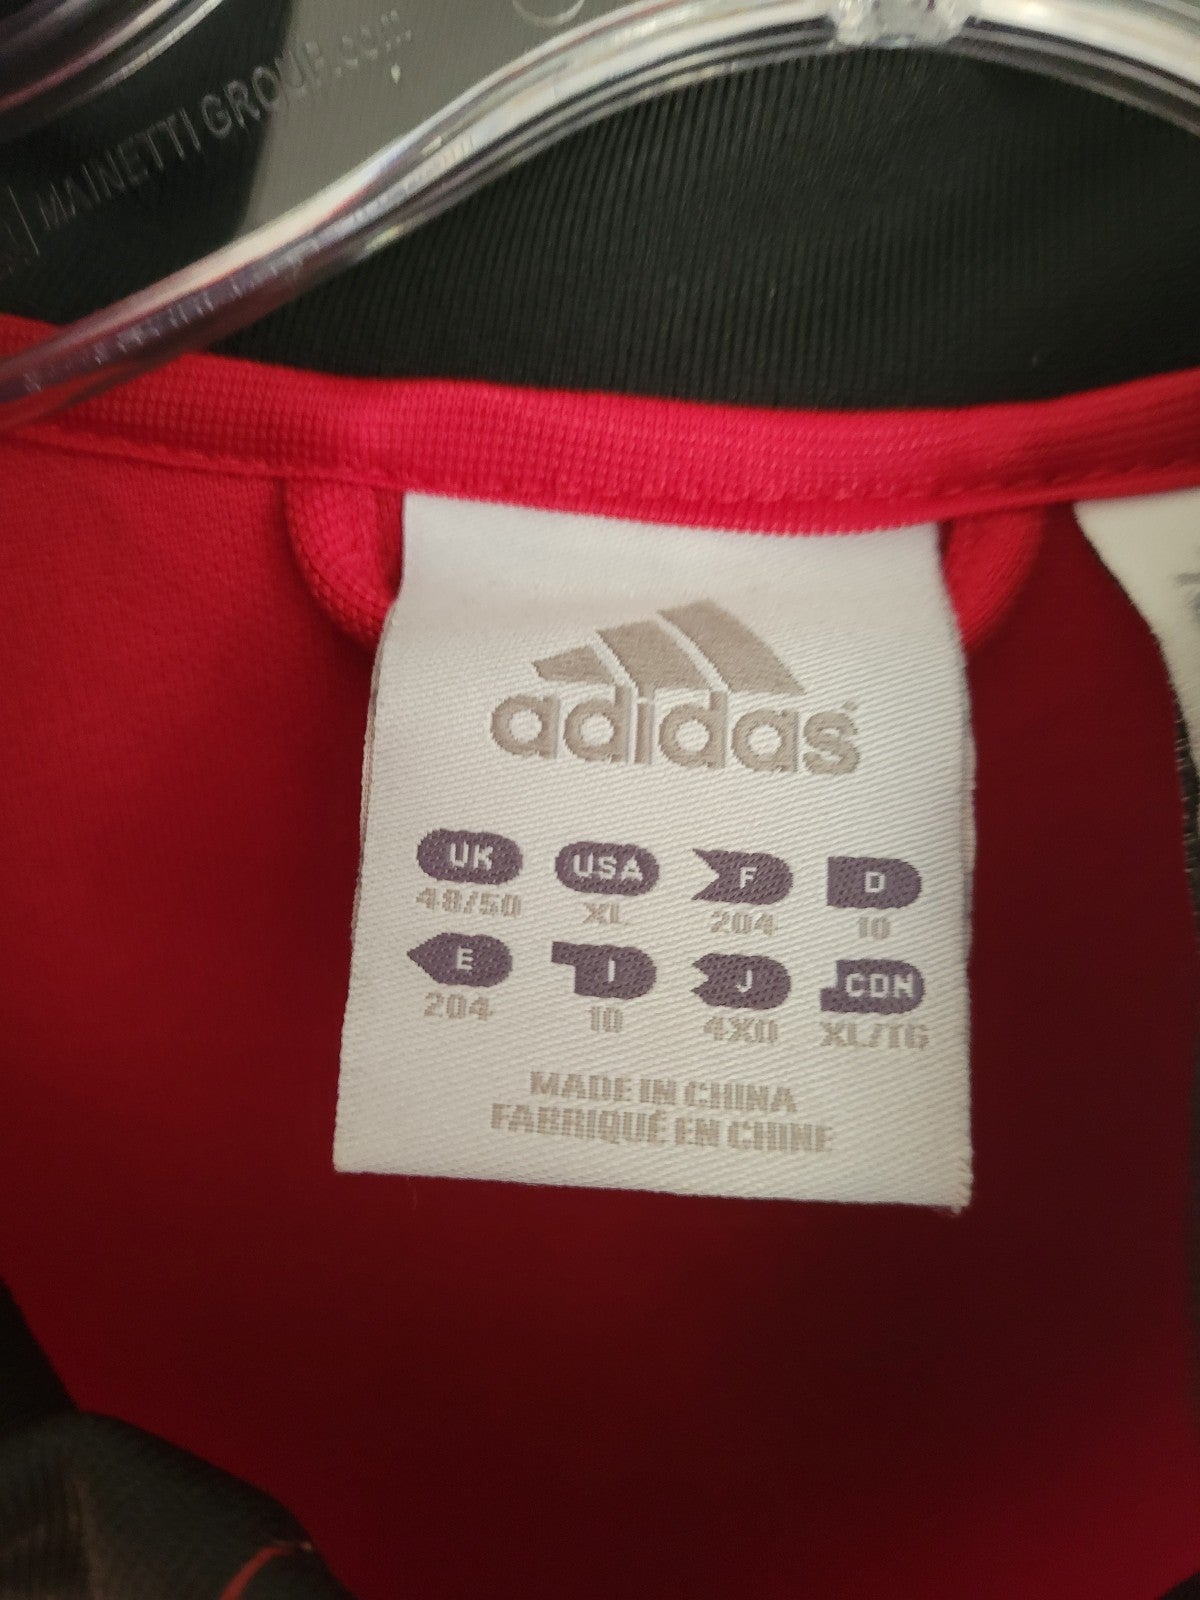 MAINETTI GROUP.com
adidas
UK USA F D
48/50 XL 204 10
E I J CDN
204 10 4XO XL/TG
MADE IN CHINA
FABRIQUÉ EN CHINE